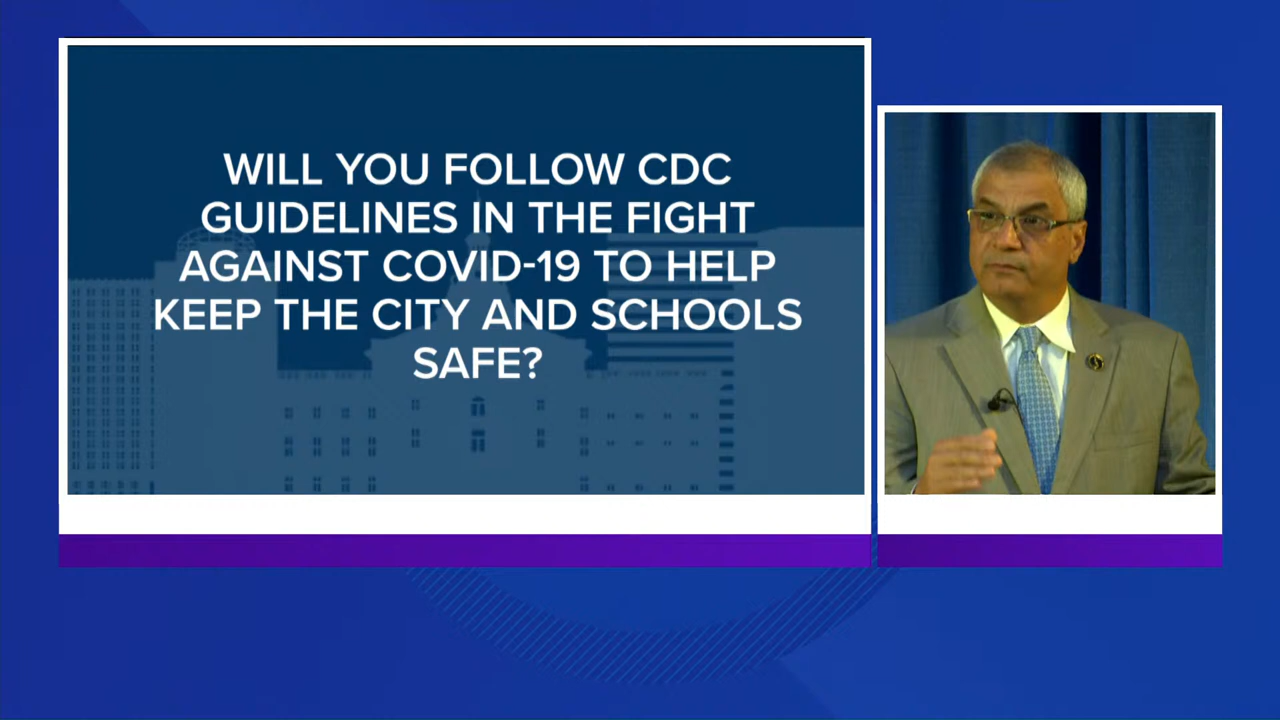 WILL YOU FOLLOW CDC
GUIDELINES IN THE FIGHT
AGAINST COVID-19 TO HELP
KEEP THE CITY AND SCHOOLS
SAFE?